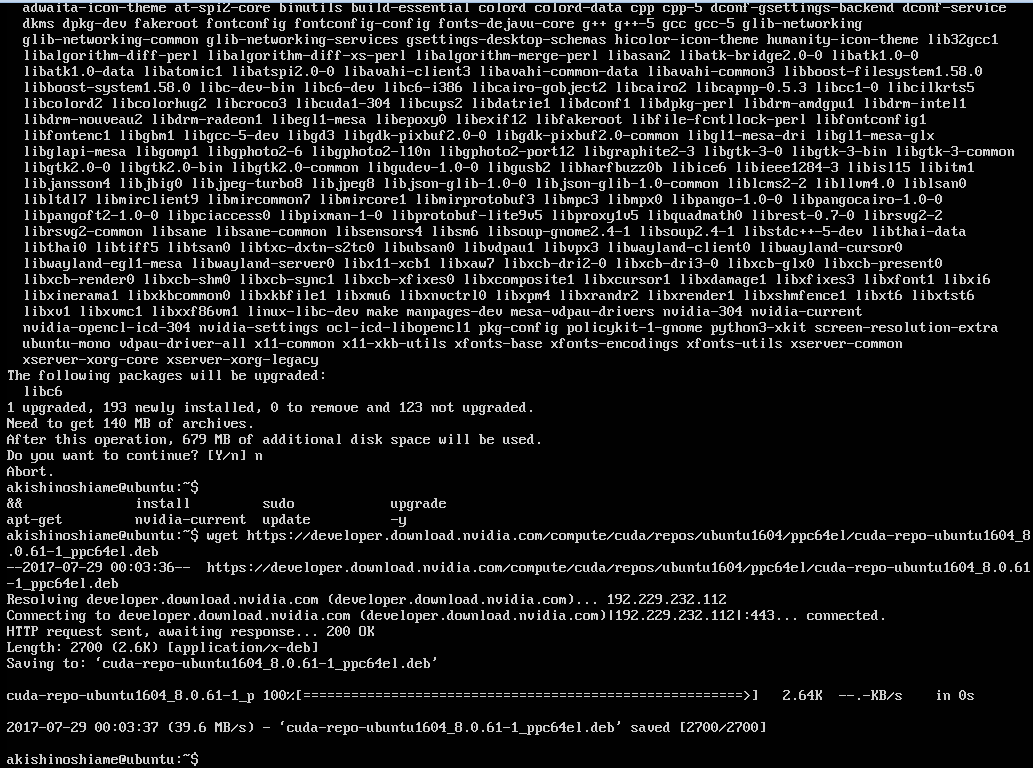 adwaita-icon-theme at-spi2-core binutils build-essential colord colord-data cpp cpp-5 dconf-gsettings-backend dconf-service
dkms dpkg-dev fakeroot fontconfig fontconfig-config fonts-dejavu-core g++ g++-5 gcc gcc-5 glib-networking
glib-networking-common glib-networking-services gsettings-desktop-schemas hicolor-icon-theme humanity-icon-theme lib32gcc1
libalgorithm-diff-perl libalgorithm-diff-xs-perl libalgorithm-merge-perl libasan2 libatk-bridge2.0-0 libatk1.0-0
libatk1.0-data libatomic1 libatspi2.0-0 libavahi-client3 libavahi-common-data libavahi-common3 libboost-filesystem1.58.0
libboost-system1.58.0 libc-dev-bin libc6-dev libc6-i386 libcairo-gobject2 libcairo2 libcapnp-0.5.3 libcc1-0 libcilkrts5
libcolord2 libcolorhug2 libcroco3 libcuda1-304 libcups2 libdatrie1 libdconf1 libdpkg-perl libdrm-amdgpu1 libdrm-intel1
libdrm-nouveau2 libdrm-radeon1 libegl1-mesa libepoxy0 libexif12 libfakeroot libfile-fcntllock-perl libfontconfig1
libfontenc1 libgbm1 libgcc-5-dev libgd3 libgdk-pixbuf2.0-0 libgdk-pixbuf2.0-common libgl1-mesa-dri libgl1-mesa-glx
libglapi-mesa libgomp1 libgphoto2-6 libgphoto2-l10n libgphoto2-port12 libgraphite2-3 libgtk-3-0 libgtk-3-bin libgtk-3-common
libgtk2.0-0 libgtk2.0-bin libgtk2.0-common libgudev-1.0-0 libgusb2 libharfbuzz0b libice6 libieee1284-3 libisl15 libitm1
libjansson4 libjbig0 libjpeg-turbo8 libjpeg8 libjson-glib-1.0-0 libjson-glib-1.0-common liblcms2-2 libllvm4.0 liblsan0
libltdl7 libmirclient9 libmircommon7 libmircore1 libmirprotobuf3 libmpc3 libmpx0 libpango-1.0-0 libpangocairo-1.0-0
libpangoft2-1.0-0 libpciaccess0 libpixman-1-0 libprotobuf-lite9v5 libproxy1v5 libquadmath0 librest-0.7-0 librsvg2-2
librsvg2-common libsane libsane-common libsensors4 libsm6 libsoup-gnome2.4-1 libsoup2.4-1 libstdc++-5-dev libthai-data
libthai0 libtiff5 libtsan0 libtxc-dxtn-s2tc0 libubsan0 libvdpau1 libvpx3 libwayland-client0 libwayland-cursor0
libwayland-egl1-mesa libwayland-server0 libx11-xcb1 libxaw7 libxcb-dri2-0 libxcb-dri3-0 libxcb-glx0 libxcb-present0
libxcb-render0 libxcb-shm0 libxcb-sync1 libxcb-xfixes0 libxcomposite1 libxcursor1 libxdamage1 libxfixes3 libxfont1 libxi6
libxinerama1 libxkbcommon0 libxkbfile1 libxmu6 libxnvctrl0 libxpm4 libxrandr2 libxrender1 libxshmfence1 libxt6 libxtst6
libxv1 libxvmc1 libxxf86vm1 linux-libc-dev make manpages-dev mesa-vdpau-drivers nvidia-304 nvidia-current
nvidia-opencl-icd-304 nvidia-settings ocl-icd-libopencl1 pkg-config policykit-1-gnome python3-xkit screen-resolution-extra
ubuntu-mono vdpau-driver-all x11-common x11-xkb-utils xfonts-base xfonts-encodings xfonts-utils xserver-common
xserver-xorg-core xserver-xorg-legacy
The following packages will be upgraded:
libc6
1 upgraded, 193 newly installed, 0 to remove and 123 not upgraded.
Need to get 140 MB of archives.
After this operation, 679 MB of additional disk space will be used.
Do you want to continue? [Y/n] n
Abort.
akishinoshiame@ubuntu:~$
&& install sudo upgrade
apt-get nvidia-current update -y
akishinoshiame@ubuntu:~$ wget https://developer.download.nvidia.com/compute/cuda/repos/ubuntu1604/ppc64el/cuda-repo-ubuntu1604_8
.0.61-1_ppc64el.deb
--2017-07-29 00:03:36-- https://developer.download.nvidia.com/compute/cuda/repos/ubuntu1604/ppc64el/cuda-repo-ubuntu1604_8.0.61
-1_ppc64el.deb
Resolving developer.download.nvidia.com (developer.download.nvidia.com)... 192.229.232.112
Connecting to developer.download.nvidia.com (developer.download.nvidia.com)|192.229.232.112|:443... connected.
HTTP request sent, awaiting response... 200 OK
Length: 2700 (2.6K) [application/x-deb]
Saving to: ‘cuda-repo-ubuntu1604_8.0.61-1_ppc64el.deb’
cuda-repo-ubuntu1604_8.0.61-1_p 100%[=======================================================>] 2.64K --.-KB/s in 0s
2017-07-29 00:03:37 (39.6 MB/s) - ‘cuda-repo-ubuntu1604_8.0.61-1_ppc64el.deb’ saved [2700/2700]
akishinoshiame@ubuntu:~$